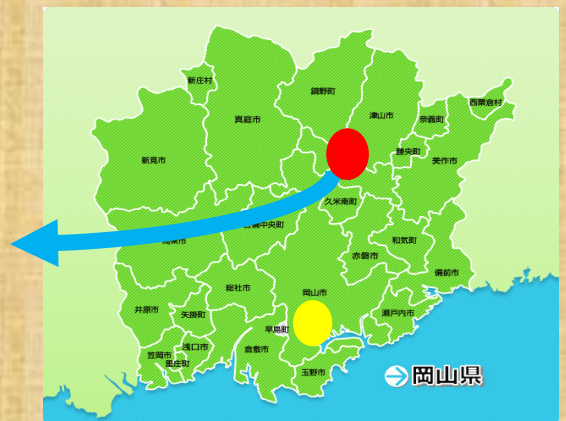 新庄村
鏡野町
西粟倉村
真庭市
津山市
奈義町
新見市
勝央町
美作市
久米南町
吉備中央町
高梁市
和気町
赤磐市
備前市
総社市
岡山市
井原市
矢掛町
瀬戸内市
早島町
浅口市
笠岡市
倉敷市
里庄町
玉野市
岡山県